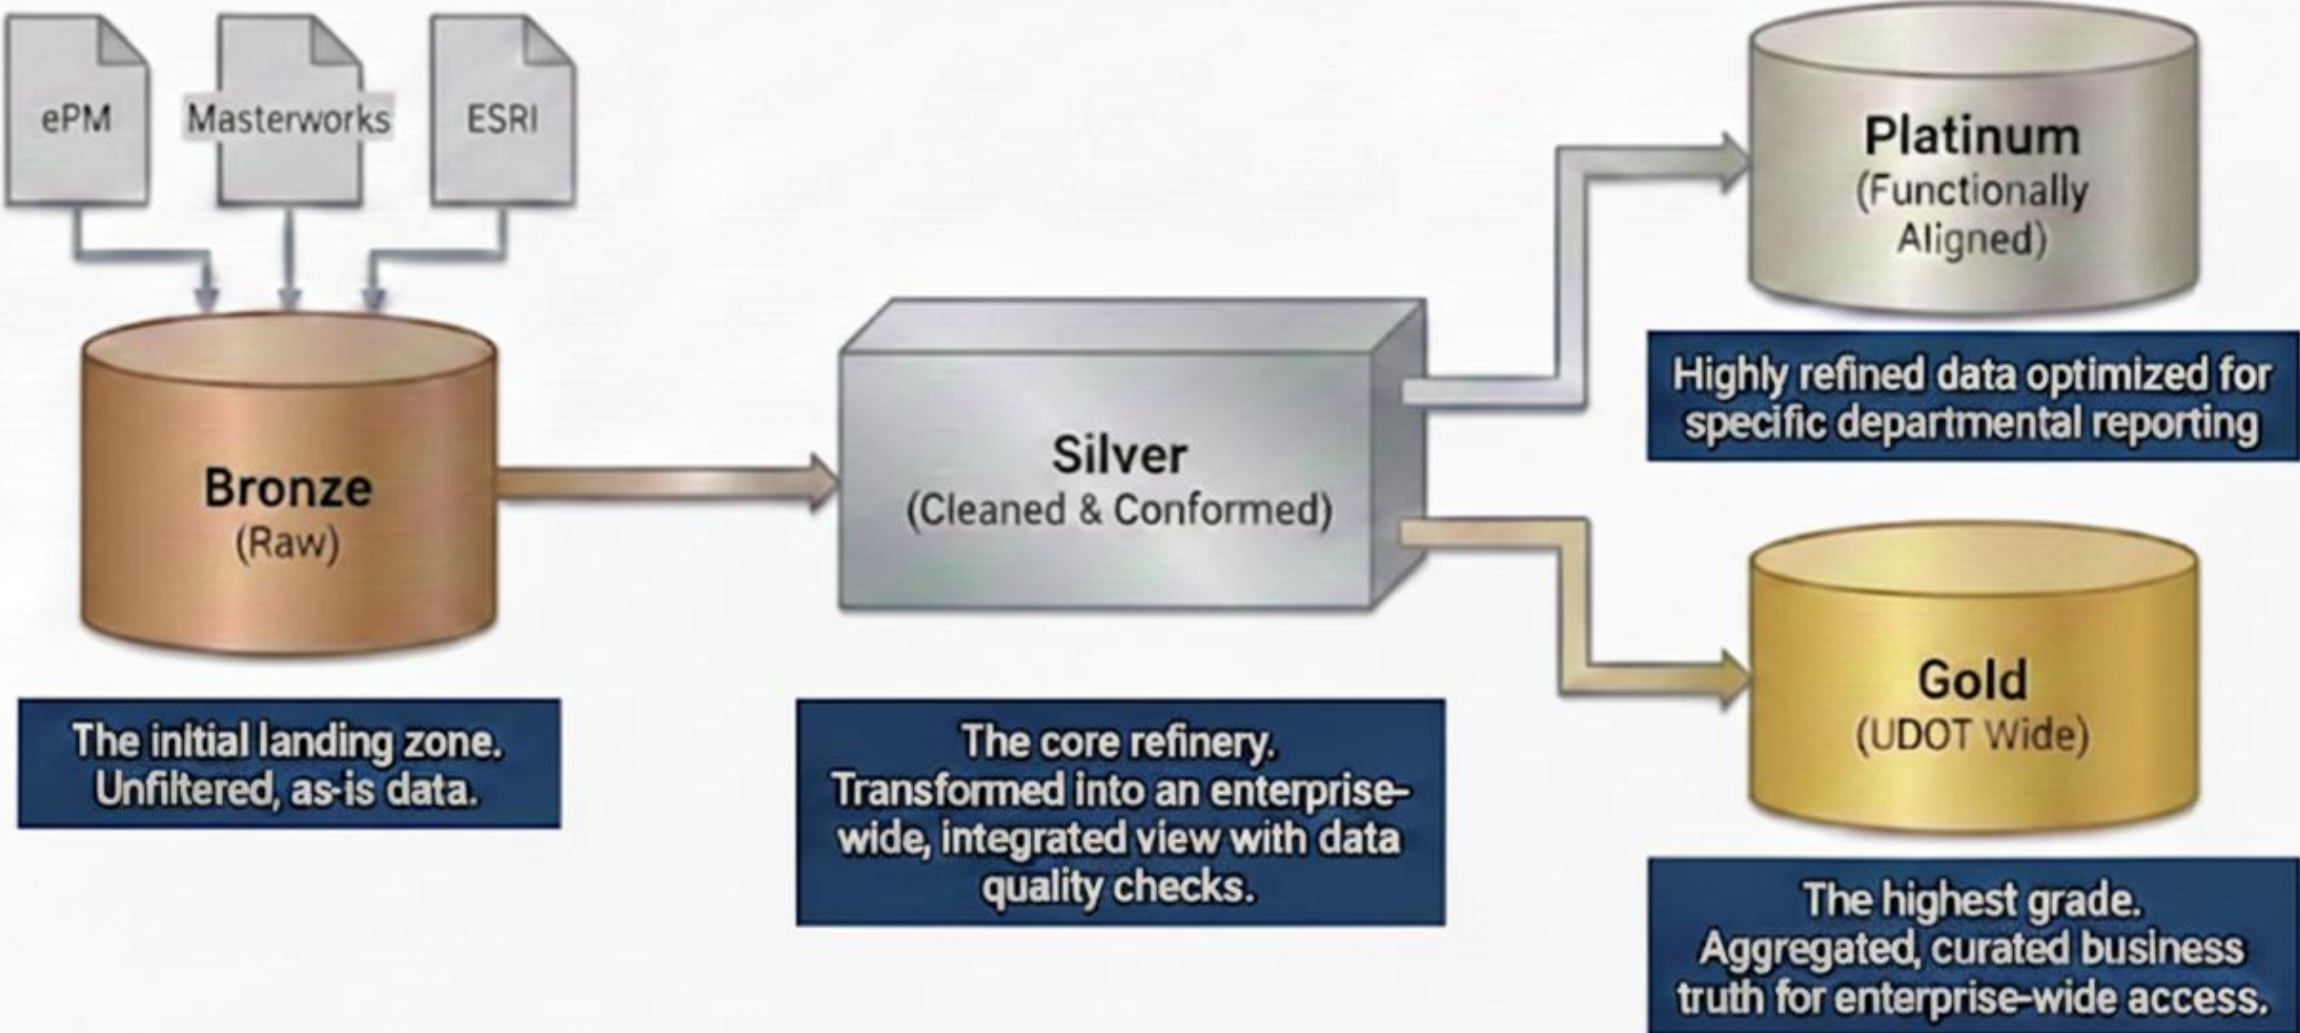 ePM
Masterworks
ESRI
Bronze
(Raw)
The initial landing zone.
Unfiltered, as-is data.
Silver
(Cleaned & Conformed)
The core refinery.
Transformed into an enterprise-
wide, integrated view with data
quality checks.
Platinum
(Functionally
Aligned)
Highly refined data optimized for
specific departmental reporting
Gold
(UDOT Wide)
The highest grade.
Aggregated, curated business
truth for enterprise-wide access.